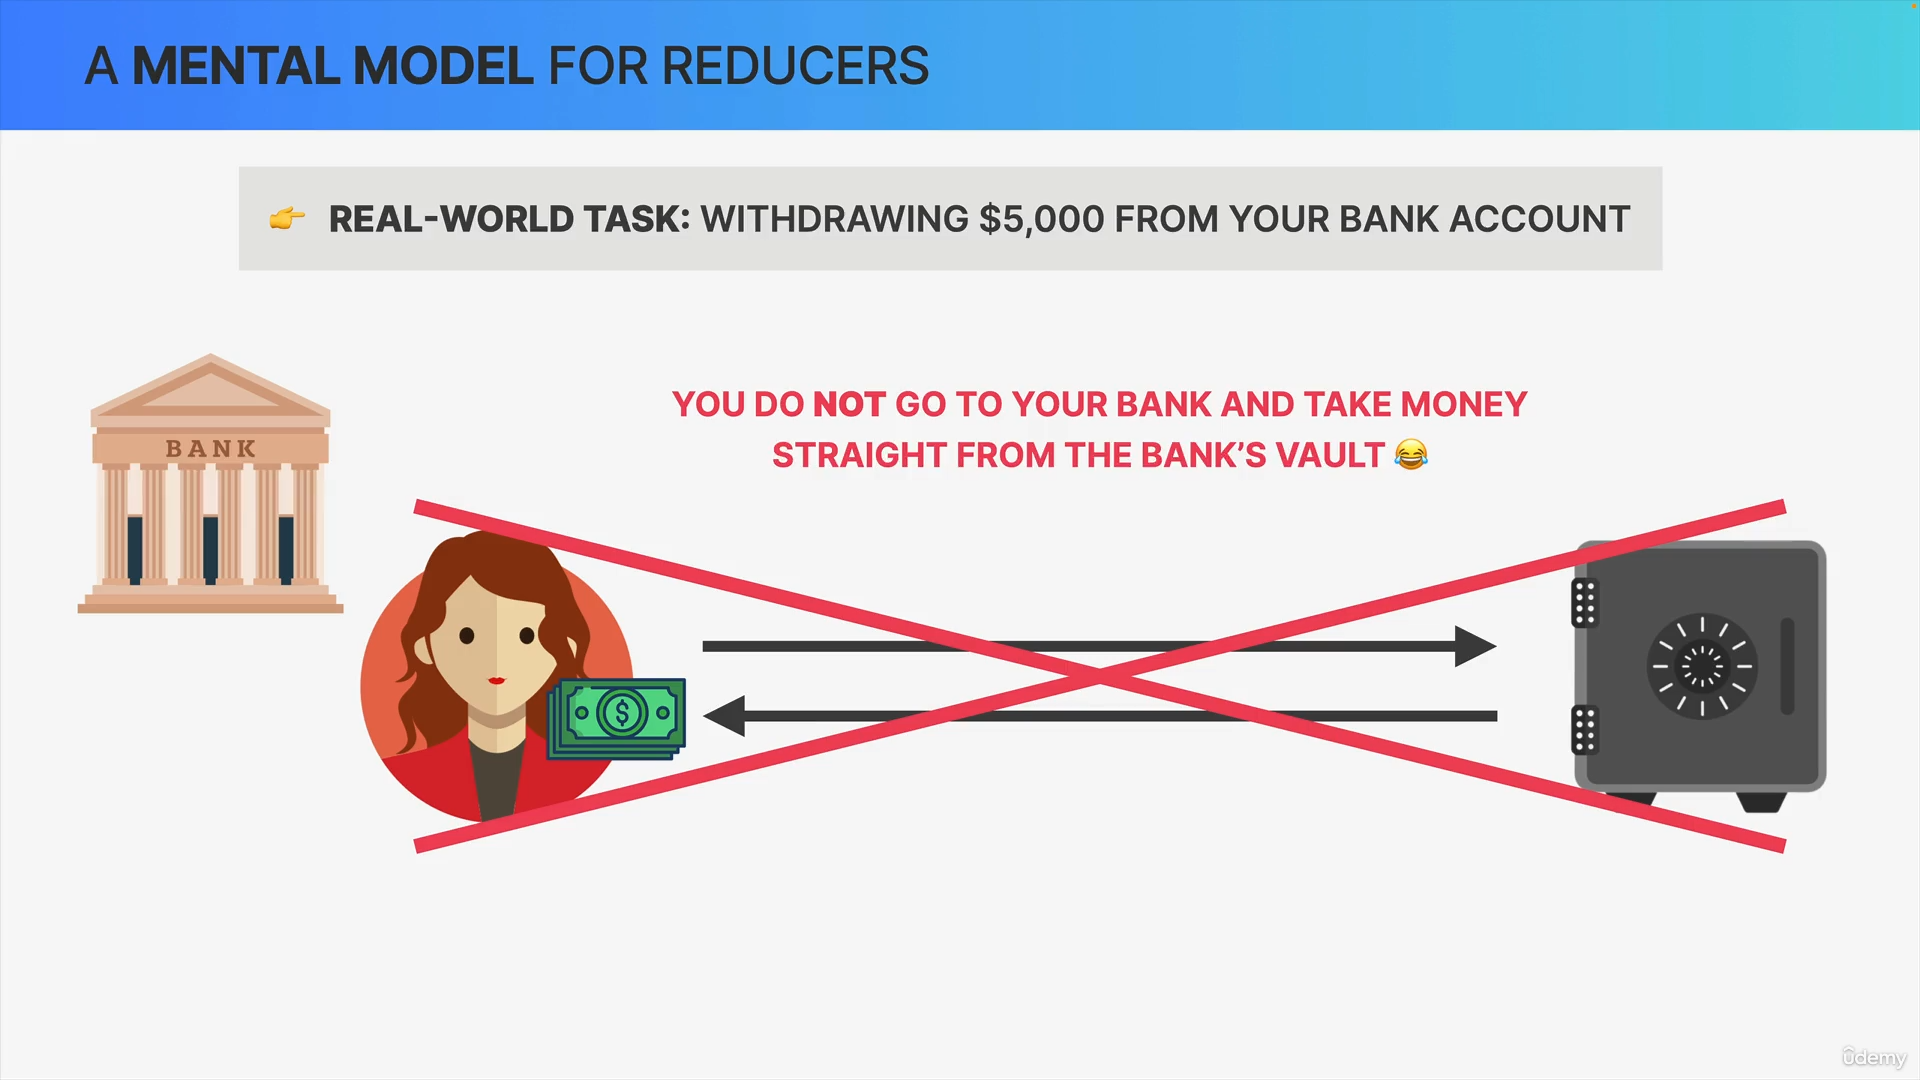 A MENTAL MODEL FOR REDUCERS
👉 REAL-WORLD TASK: WITHDRAWING $5,000 FROM YOUR BANK ACCOUNT
YOU DO NOT GO TO YOUR BANK AND TAKE MONEY
STRAIGHT FROM THE BANK’S VAULT 😂
BANK
$
udemy